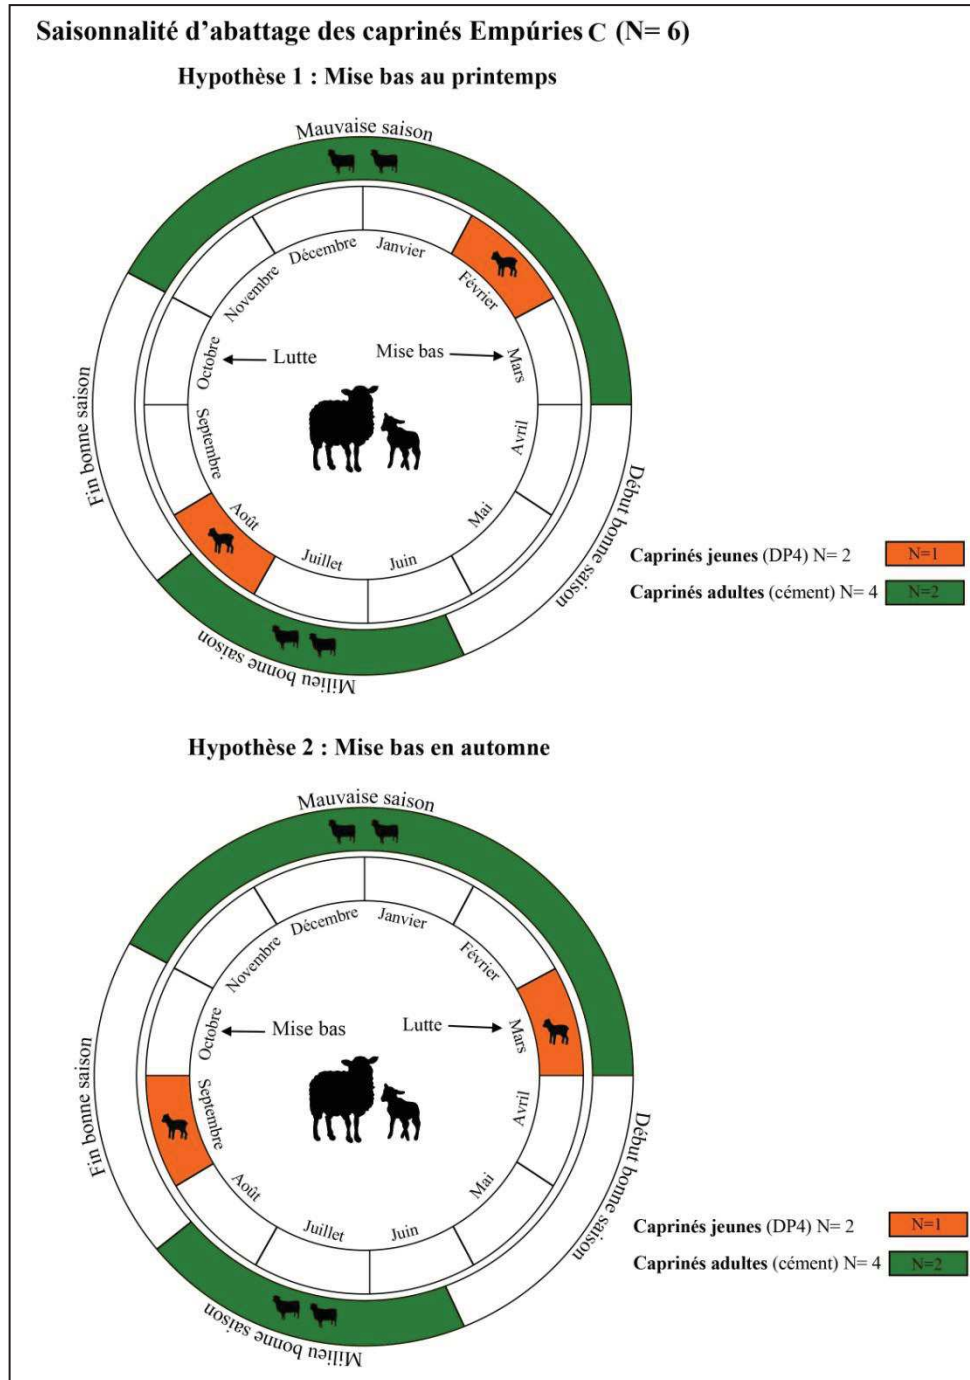 Saisonnalité d'abattage des caprinés Empúries C (N= 6)
Hypothèse 1 : Mise bas au printemps
Mauvaise saison
Décembre
Janvier
Novembre
Février
Octobre
Lutte
Mise bas
Mars
Septembre
Avril
Août
Mai
Juillet
Juin
Fin bonne saison
Début bonne saison
Milieu bonne saison
Caprinés jeunes (DP4) N= 2
N=1
Caprinés adultes (cément) N= 4
N=2
Hypothèse 2 : Mise bas en automne
Mauvaise saison
Décembre
Janvier
Novembre
Février
Octobre
Mise bas
Lutte
Mars
Septembre
Avril
Août
Mai
Juillet
Juin
Fin bonne saison
Début bonne saison
Milieu bonne saison
Caprinés jeunes (DP4) N= 2
N=1
Caprinés adultes (cément) N= 4
N=2